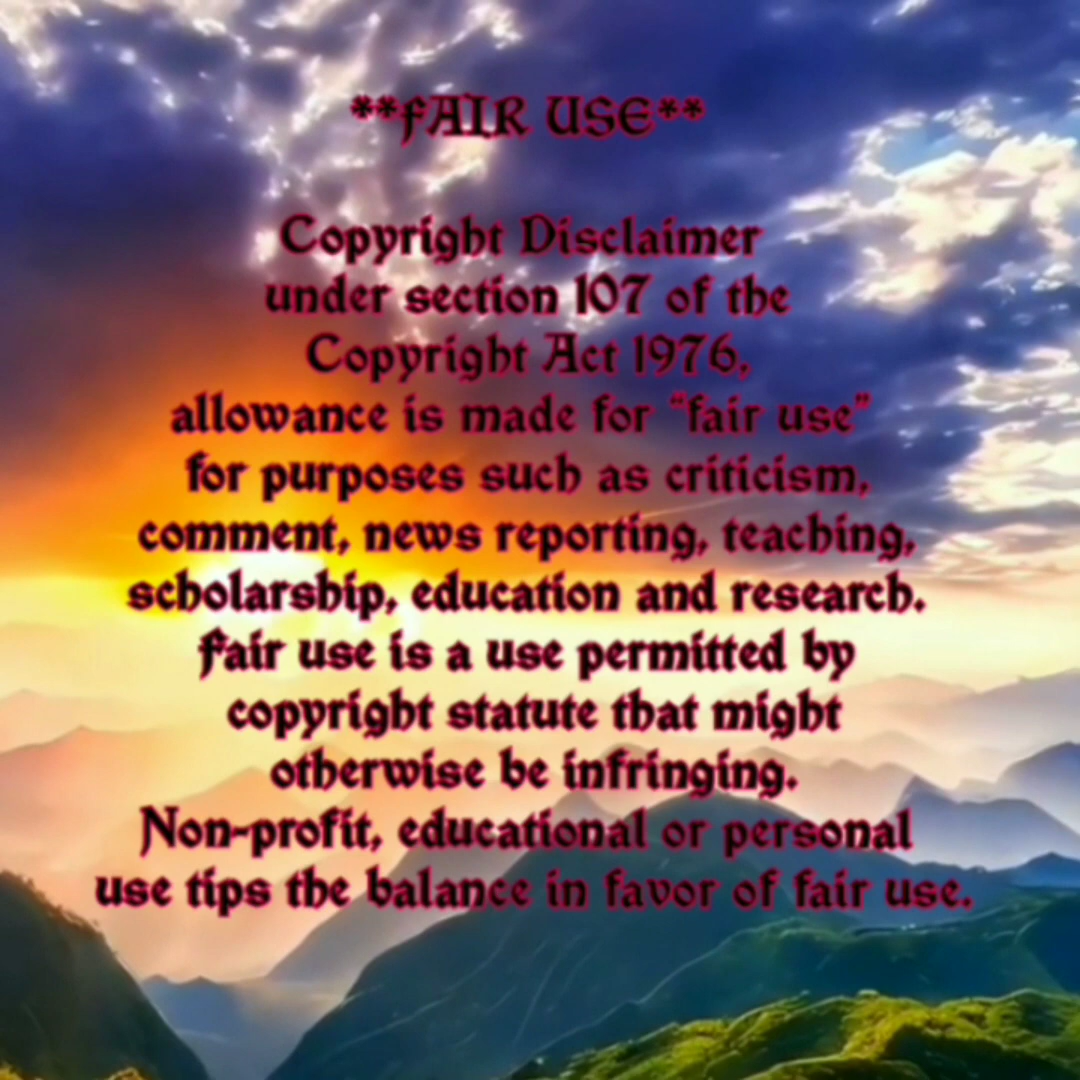 **FAIR USE**
Copyright Disclaimer
under section 107 of the
Copyright Act 1976,
allowance is made for “fair use”
for purposes such as criticism,
comment, news reporting, teaching,
scholarship, education and research.
Fair use is a use permitted by
copyright statute that might
otherwise be infringing.
Non-profit, educational or personal
use tips the balance in favor of fair use.